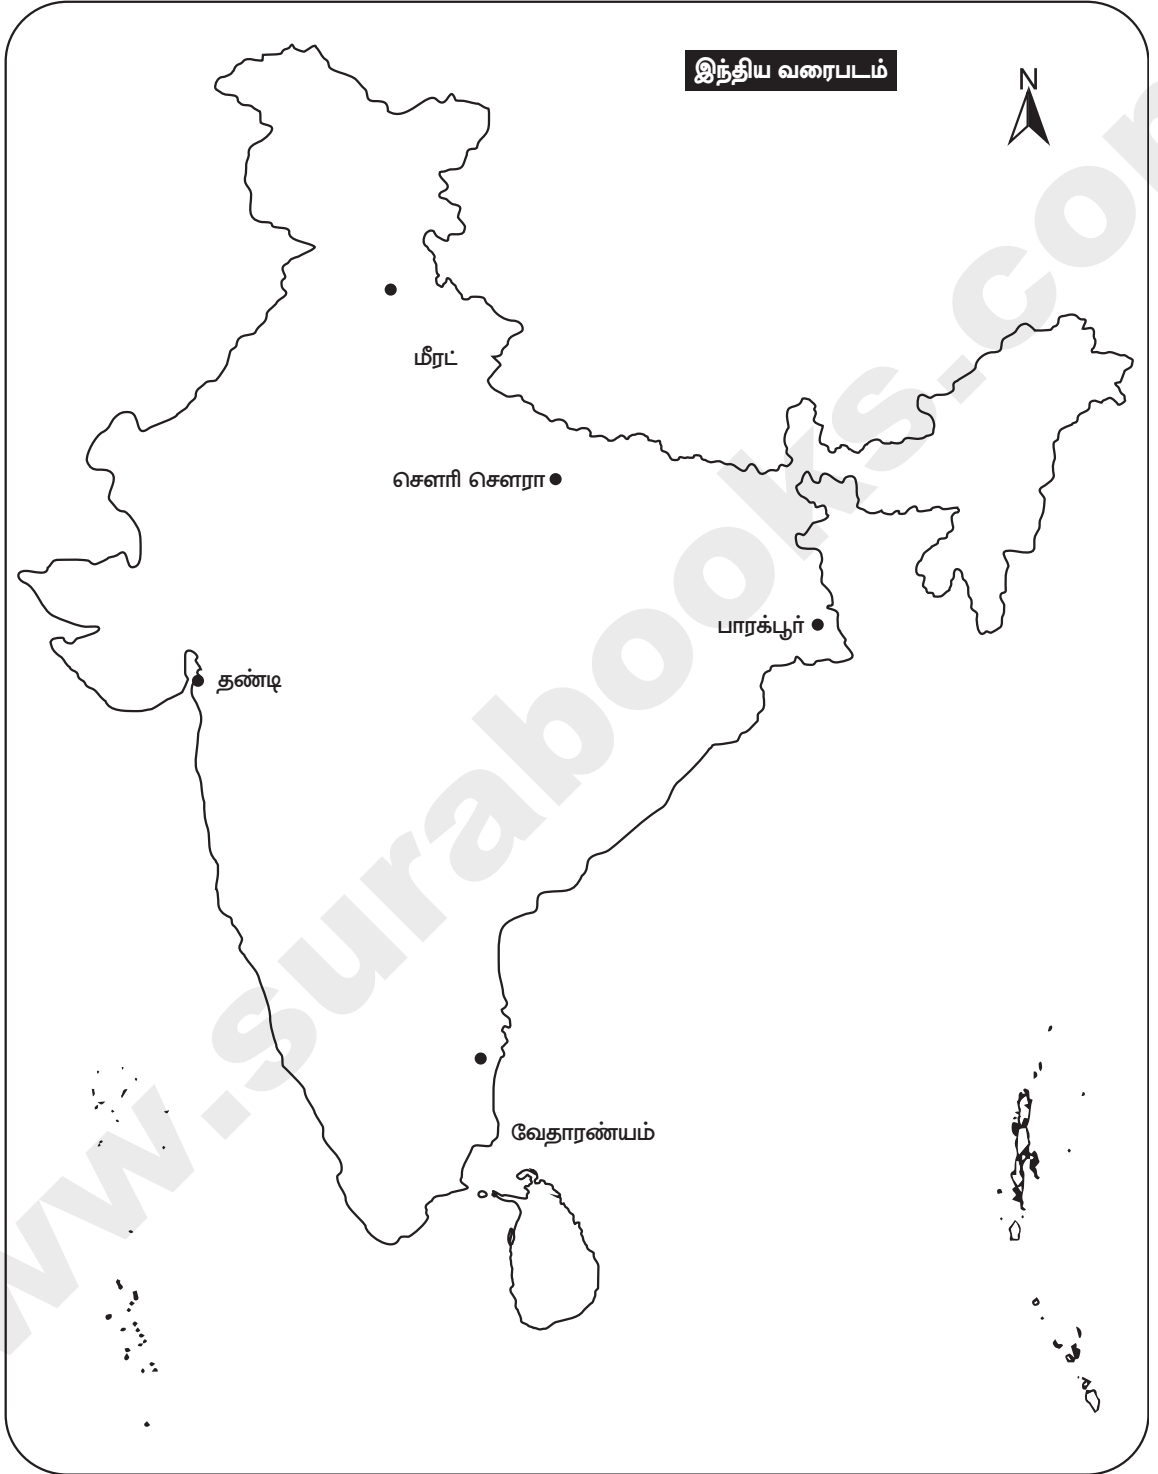 இந்திய வரைபடம்
N
மீரட்
சௌரி சௌரா
பாரக்பூர்
தண்டி
வேதாரண்யம்
www.surabooks.com